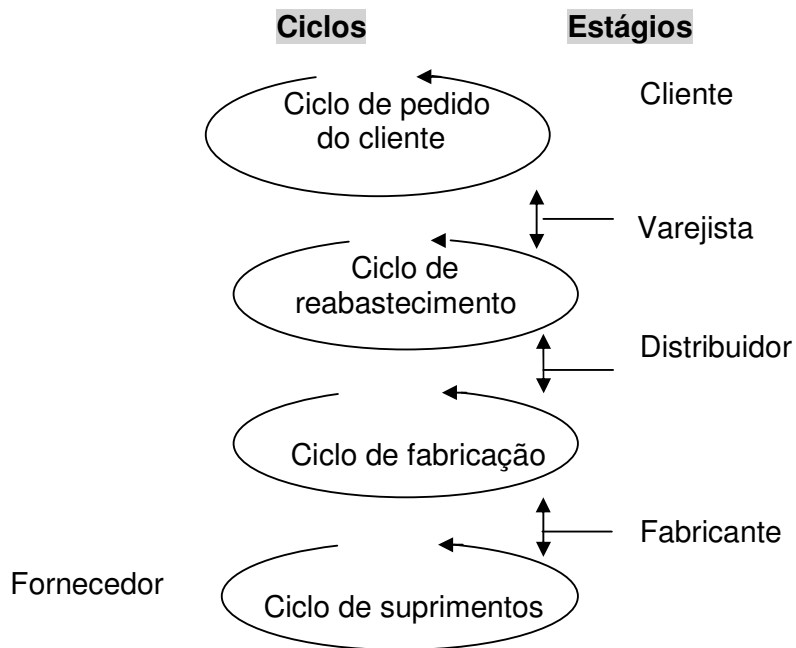 Ciclos
Estágios
Ciclo de pedido
do cliente
Cliente
Varejista
Ciclo de
reabastecimento
Distribuidor
Ciclo de fabricação
Fabricante
Fornecedor
Ciclo de suprimentos